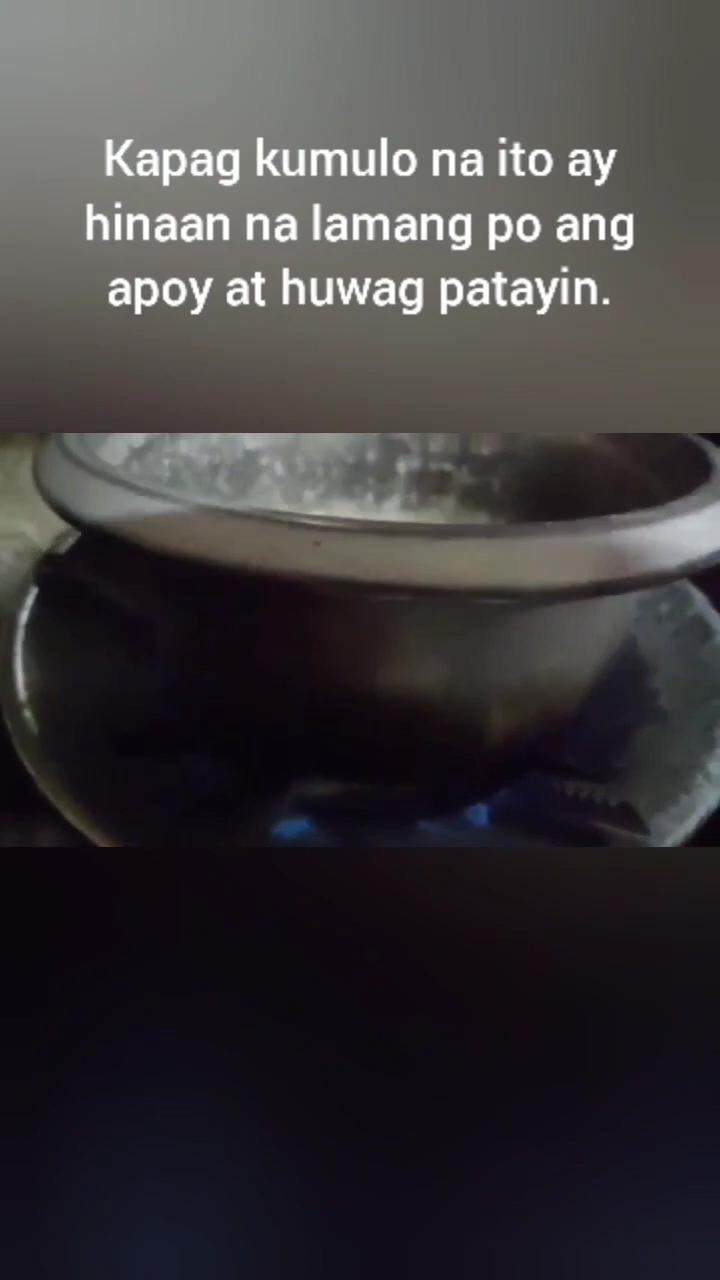 Kapag kumulo na ito ay
hinaan na lamang po ang
apoy at huwag patayin.